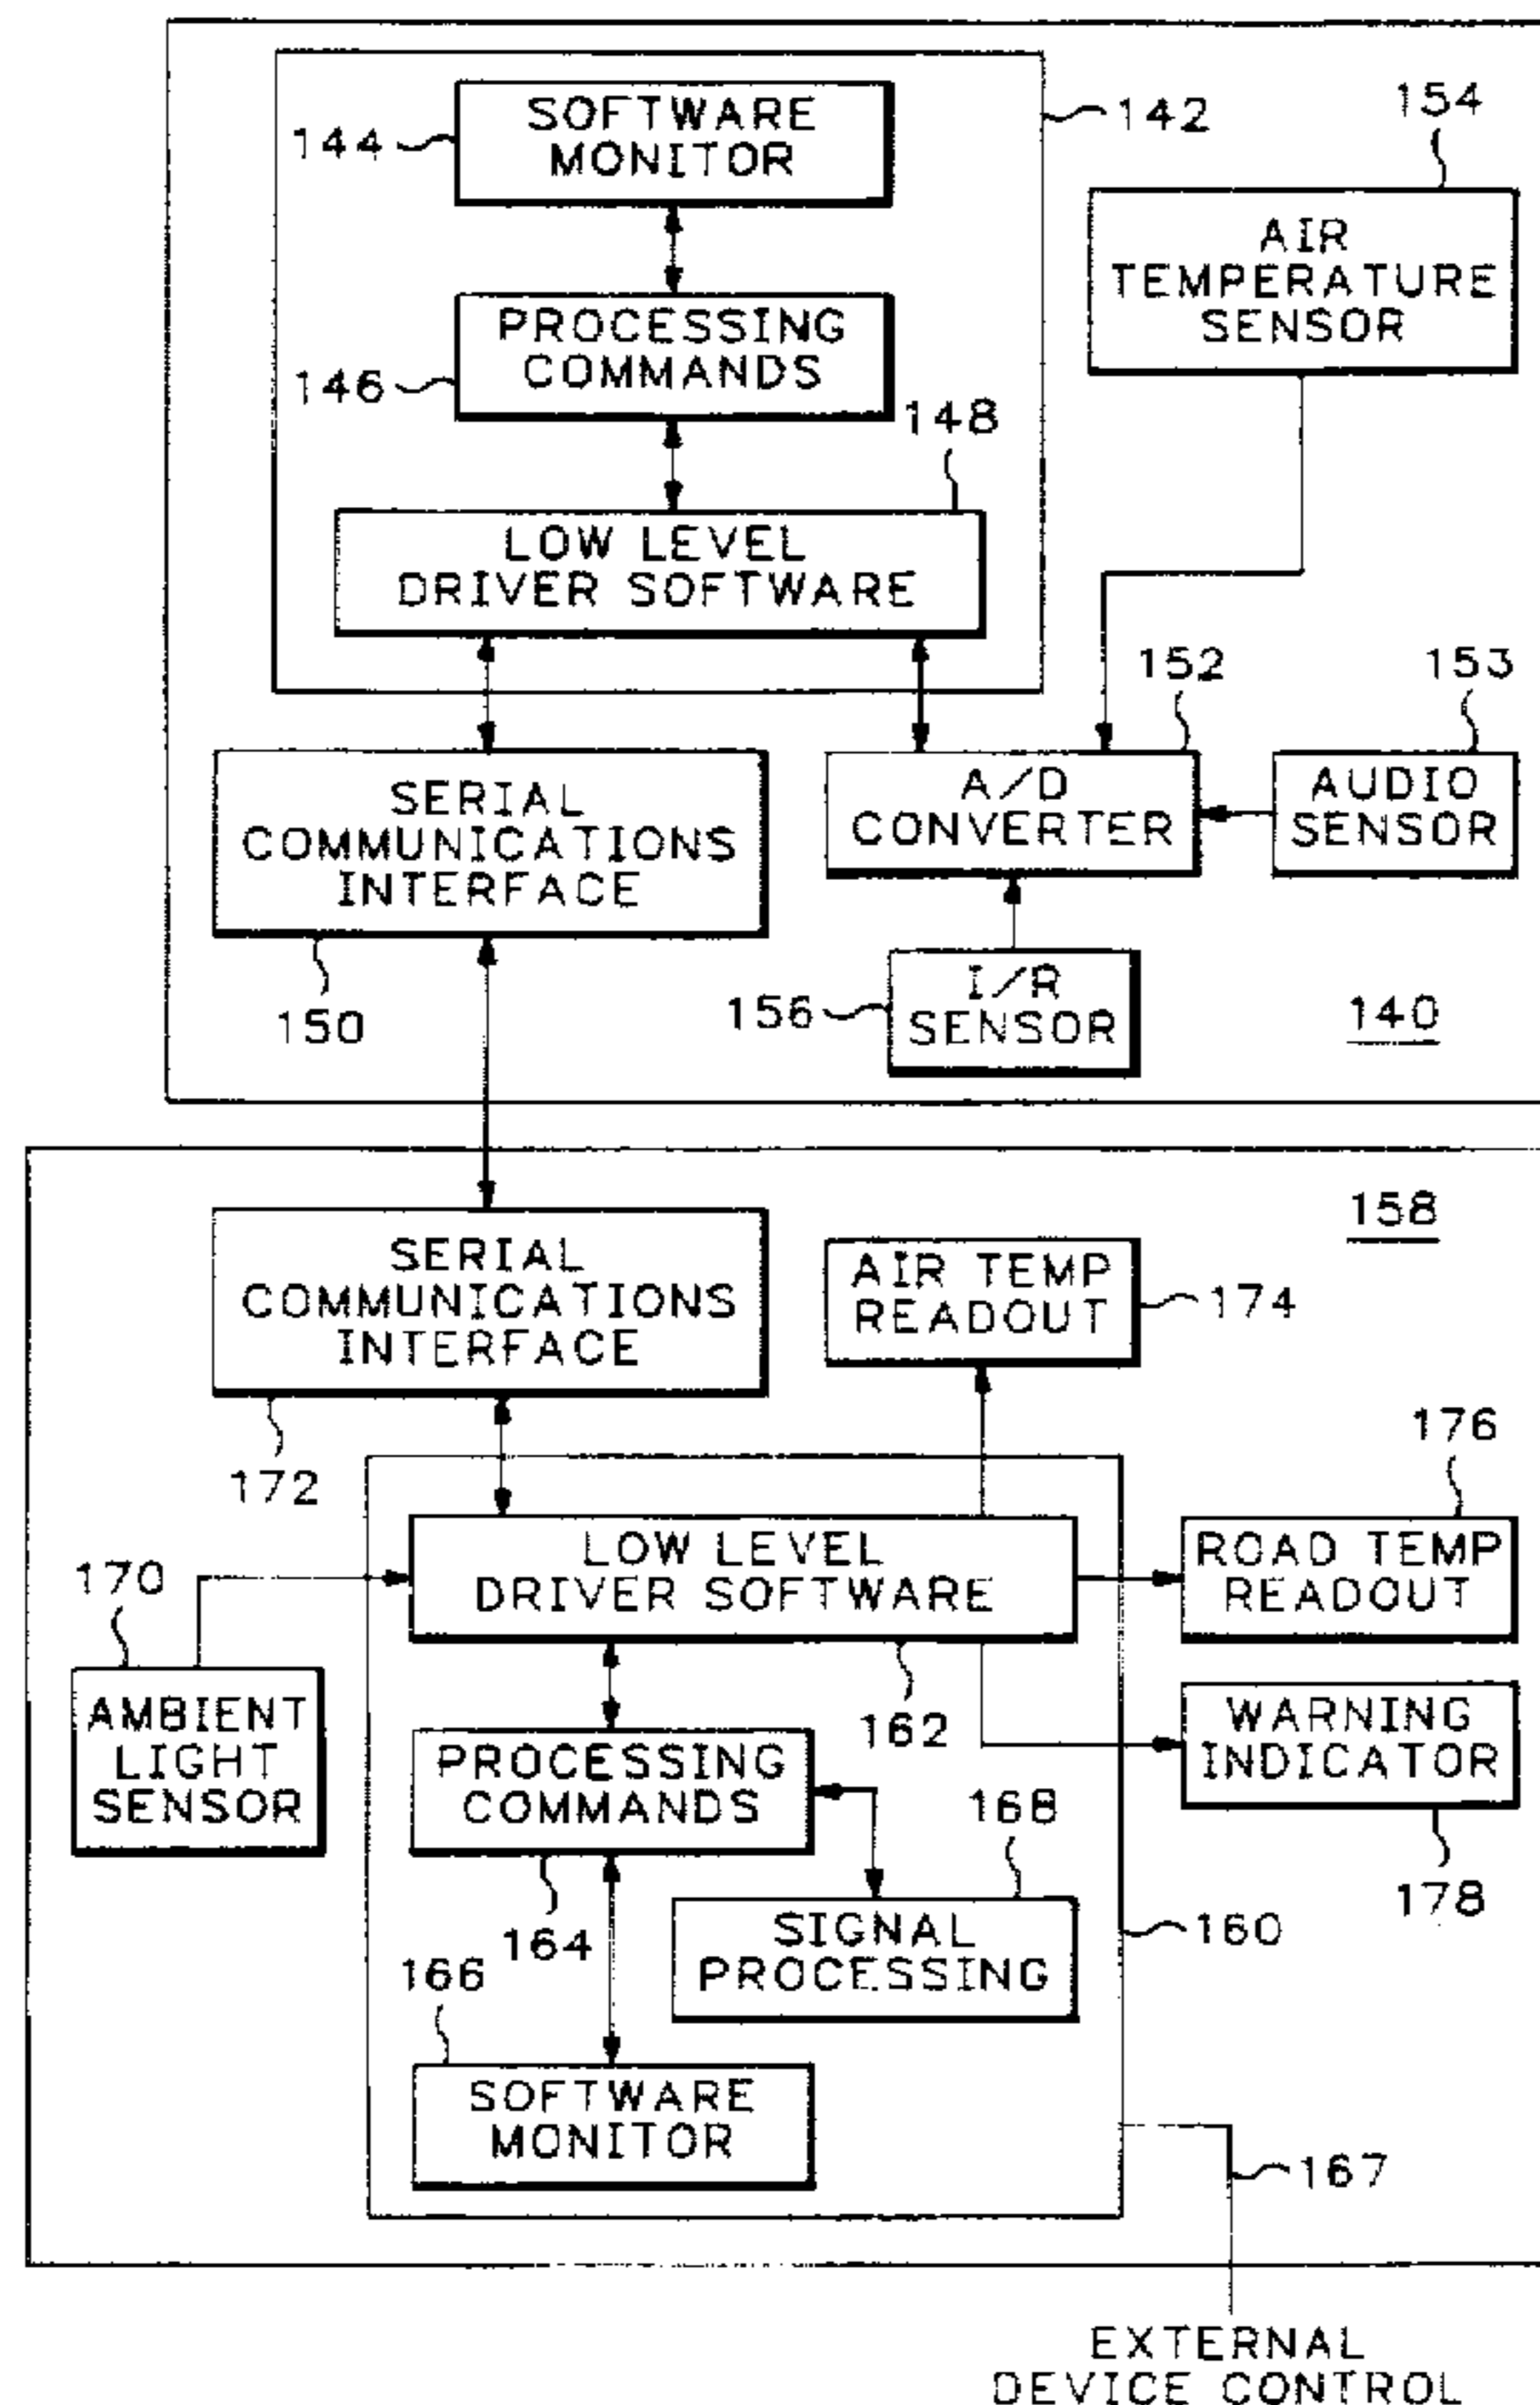 SOFTWARE
MONITOR
144
142
154
AIR
TEMPERATURE
SENSOR
PROCESSING
COMMANDS
146
148
LOW LEVEL
DRIVER SOFTWARE
152
153
SERIAL
COMMUNICATIONS
INTERFACE
150
A/D
CONVERTER
AUDIO
SENSOR
156
I/R
SENSOR
140
158
SERIAL
COMMUNICATIONS
INTERFACE
172
AIR TEMP
READOUT
174
176
170
LOW LEVEL
DRIVER SOFTWARE
162
ROAD TEMP
READOUT
AMBIENT
LIGHT
SENSOR
PROCESSING
COMMANDS
164
WARNING
INDICATOR
178
168
SIGNAL
PROCESSING
160
166
SOFTWARE
MONITOR
167
EXTERNAL
DEVICE CONTROL